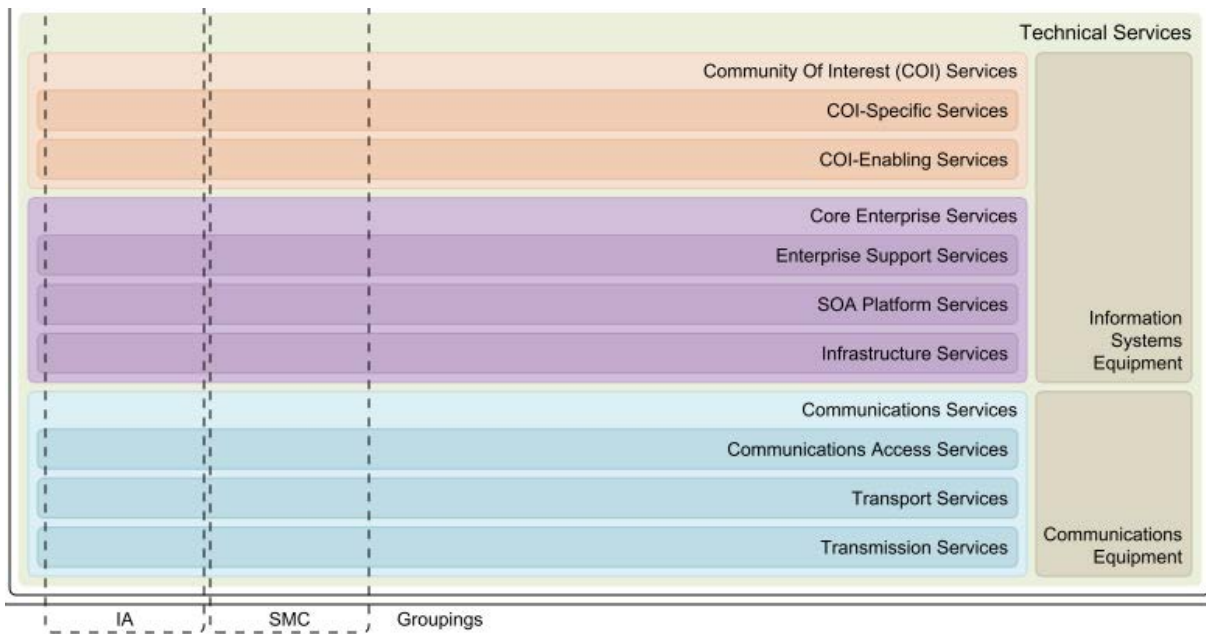 Technical Services
Community Of Interest (COI) Services
COI-Specific Services
COI-Enabling Services
Core Enterprise Services
Enterprise Support Services
SOA Platform Services
Infrastructure Services
Information
Systems
Equipment
Communications Services
Communications Access Services
Transport Services
Transmission Services
Communications
Equipment
IA
SMC
Groupings